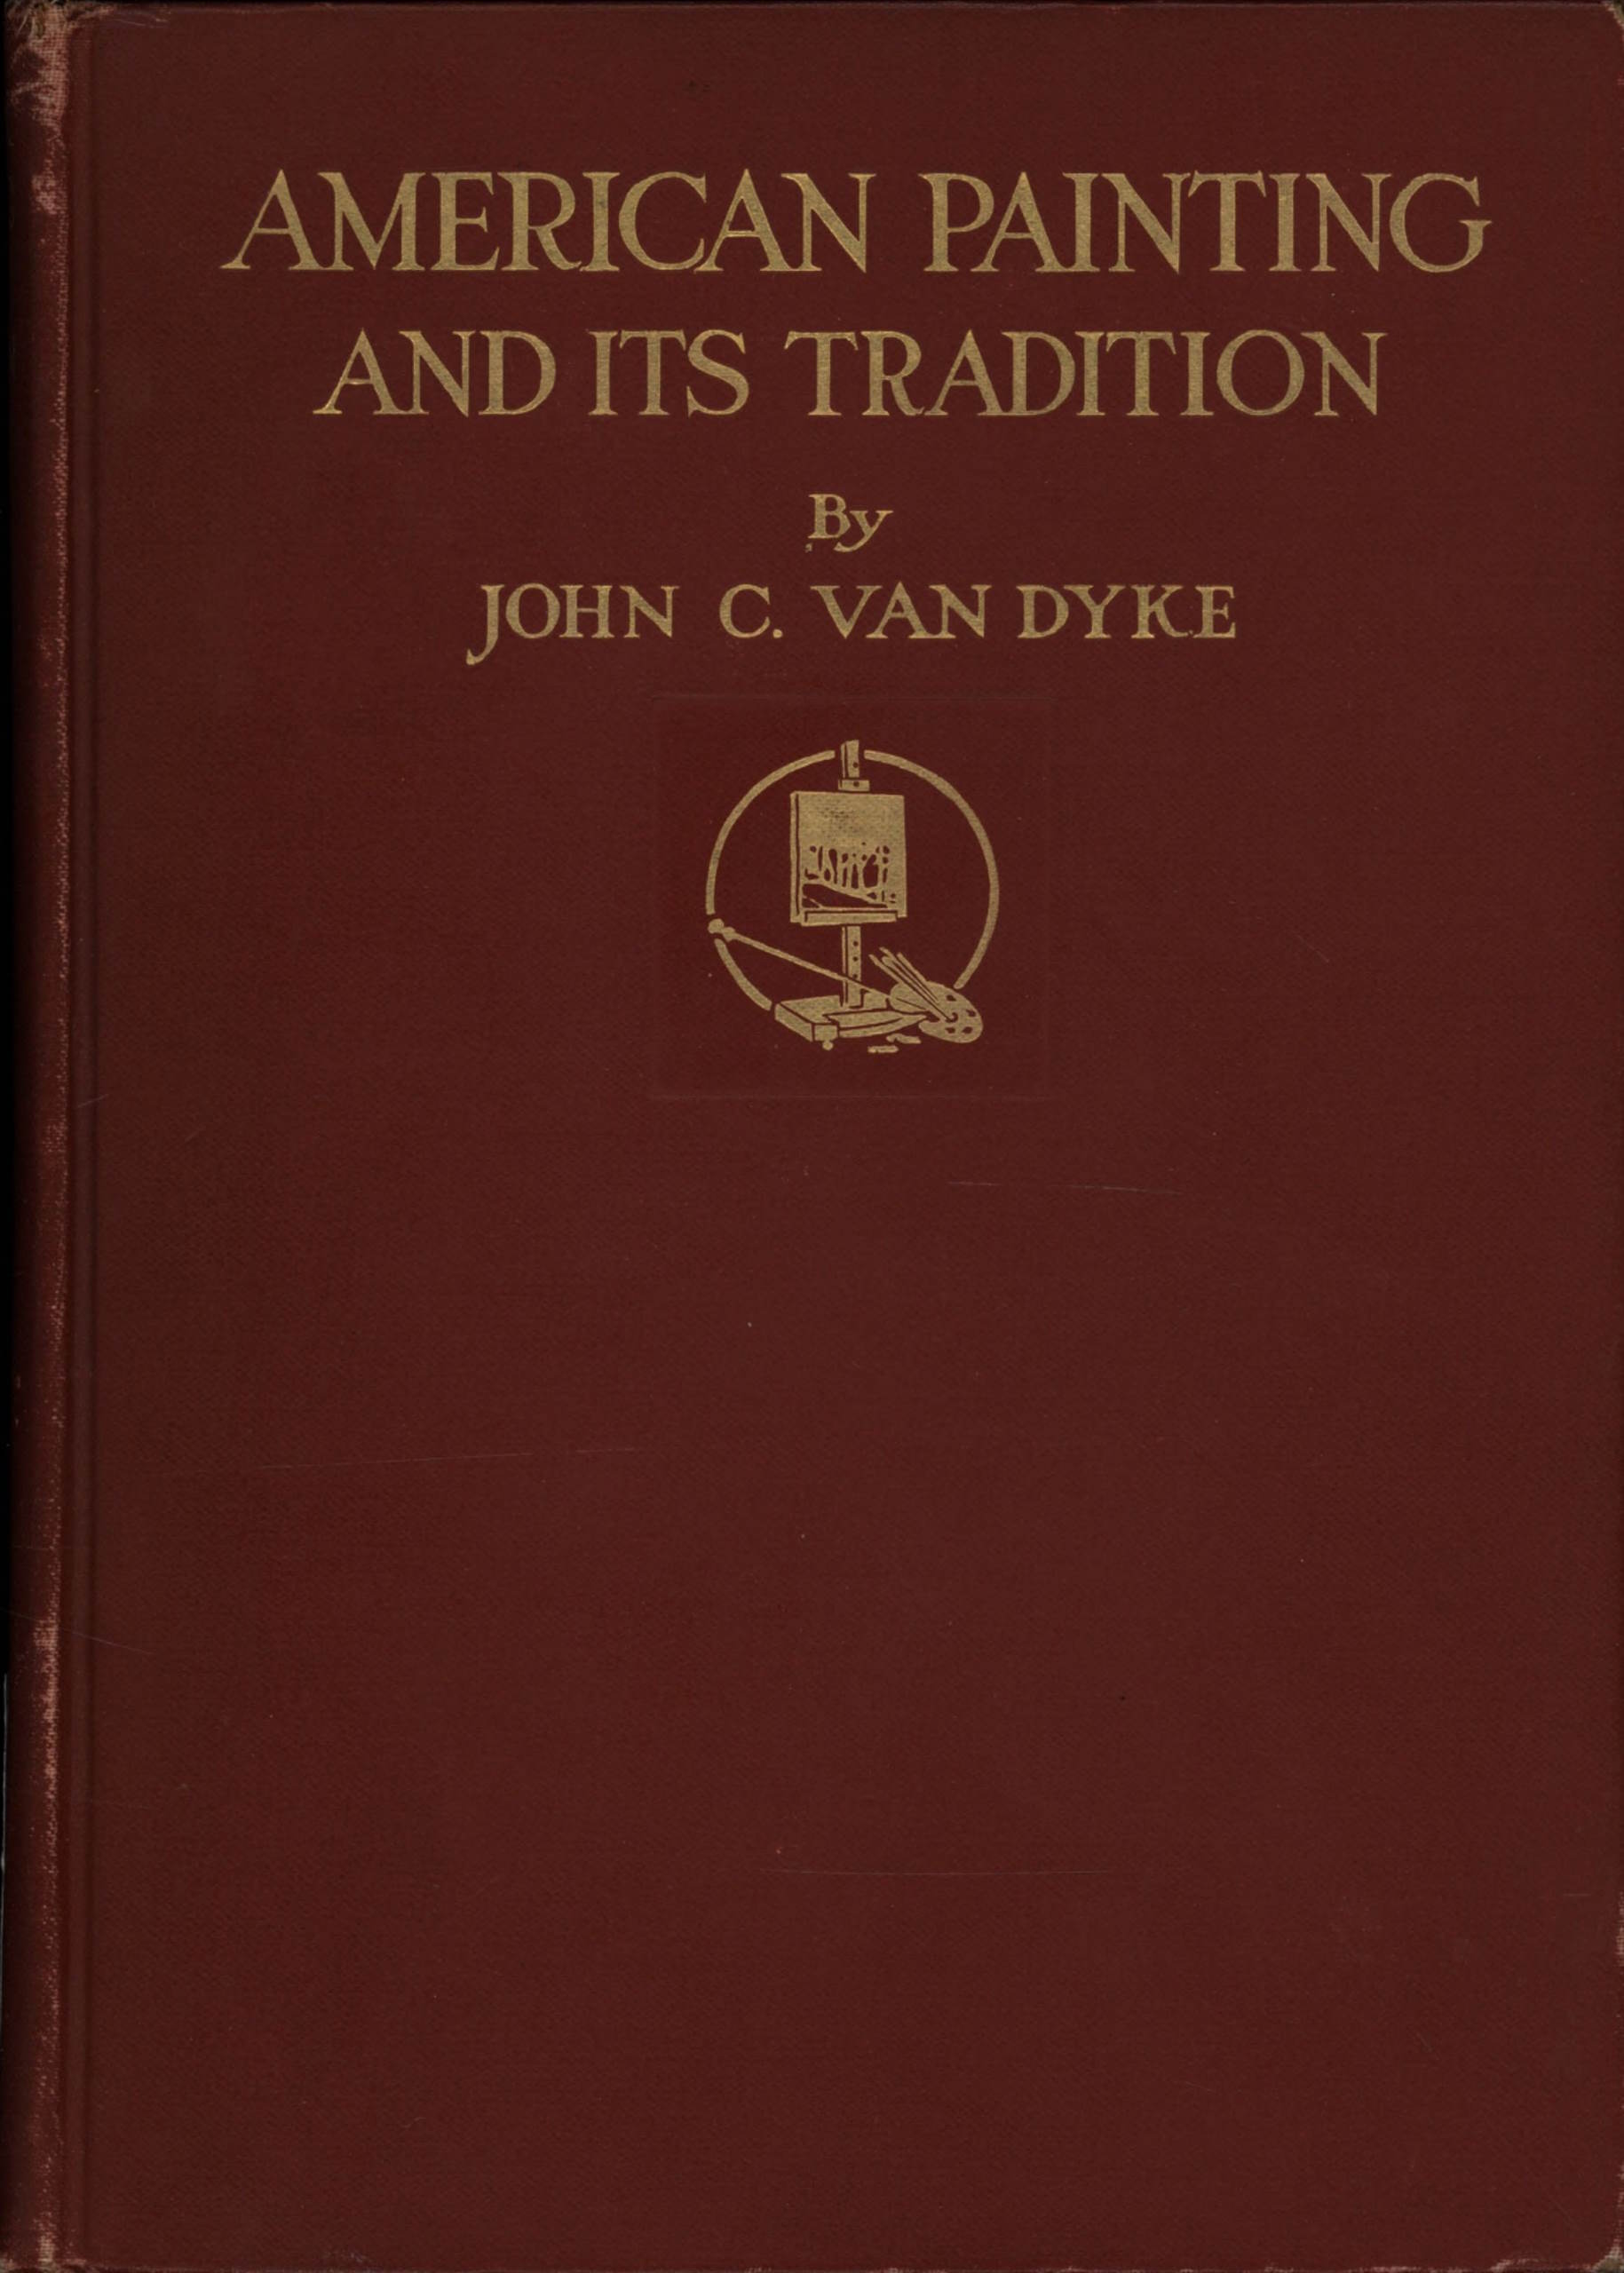 AMERICAN PAINTING
AND ITS TRADITION
By
JOHN C. VAN DYKE